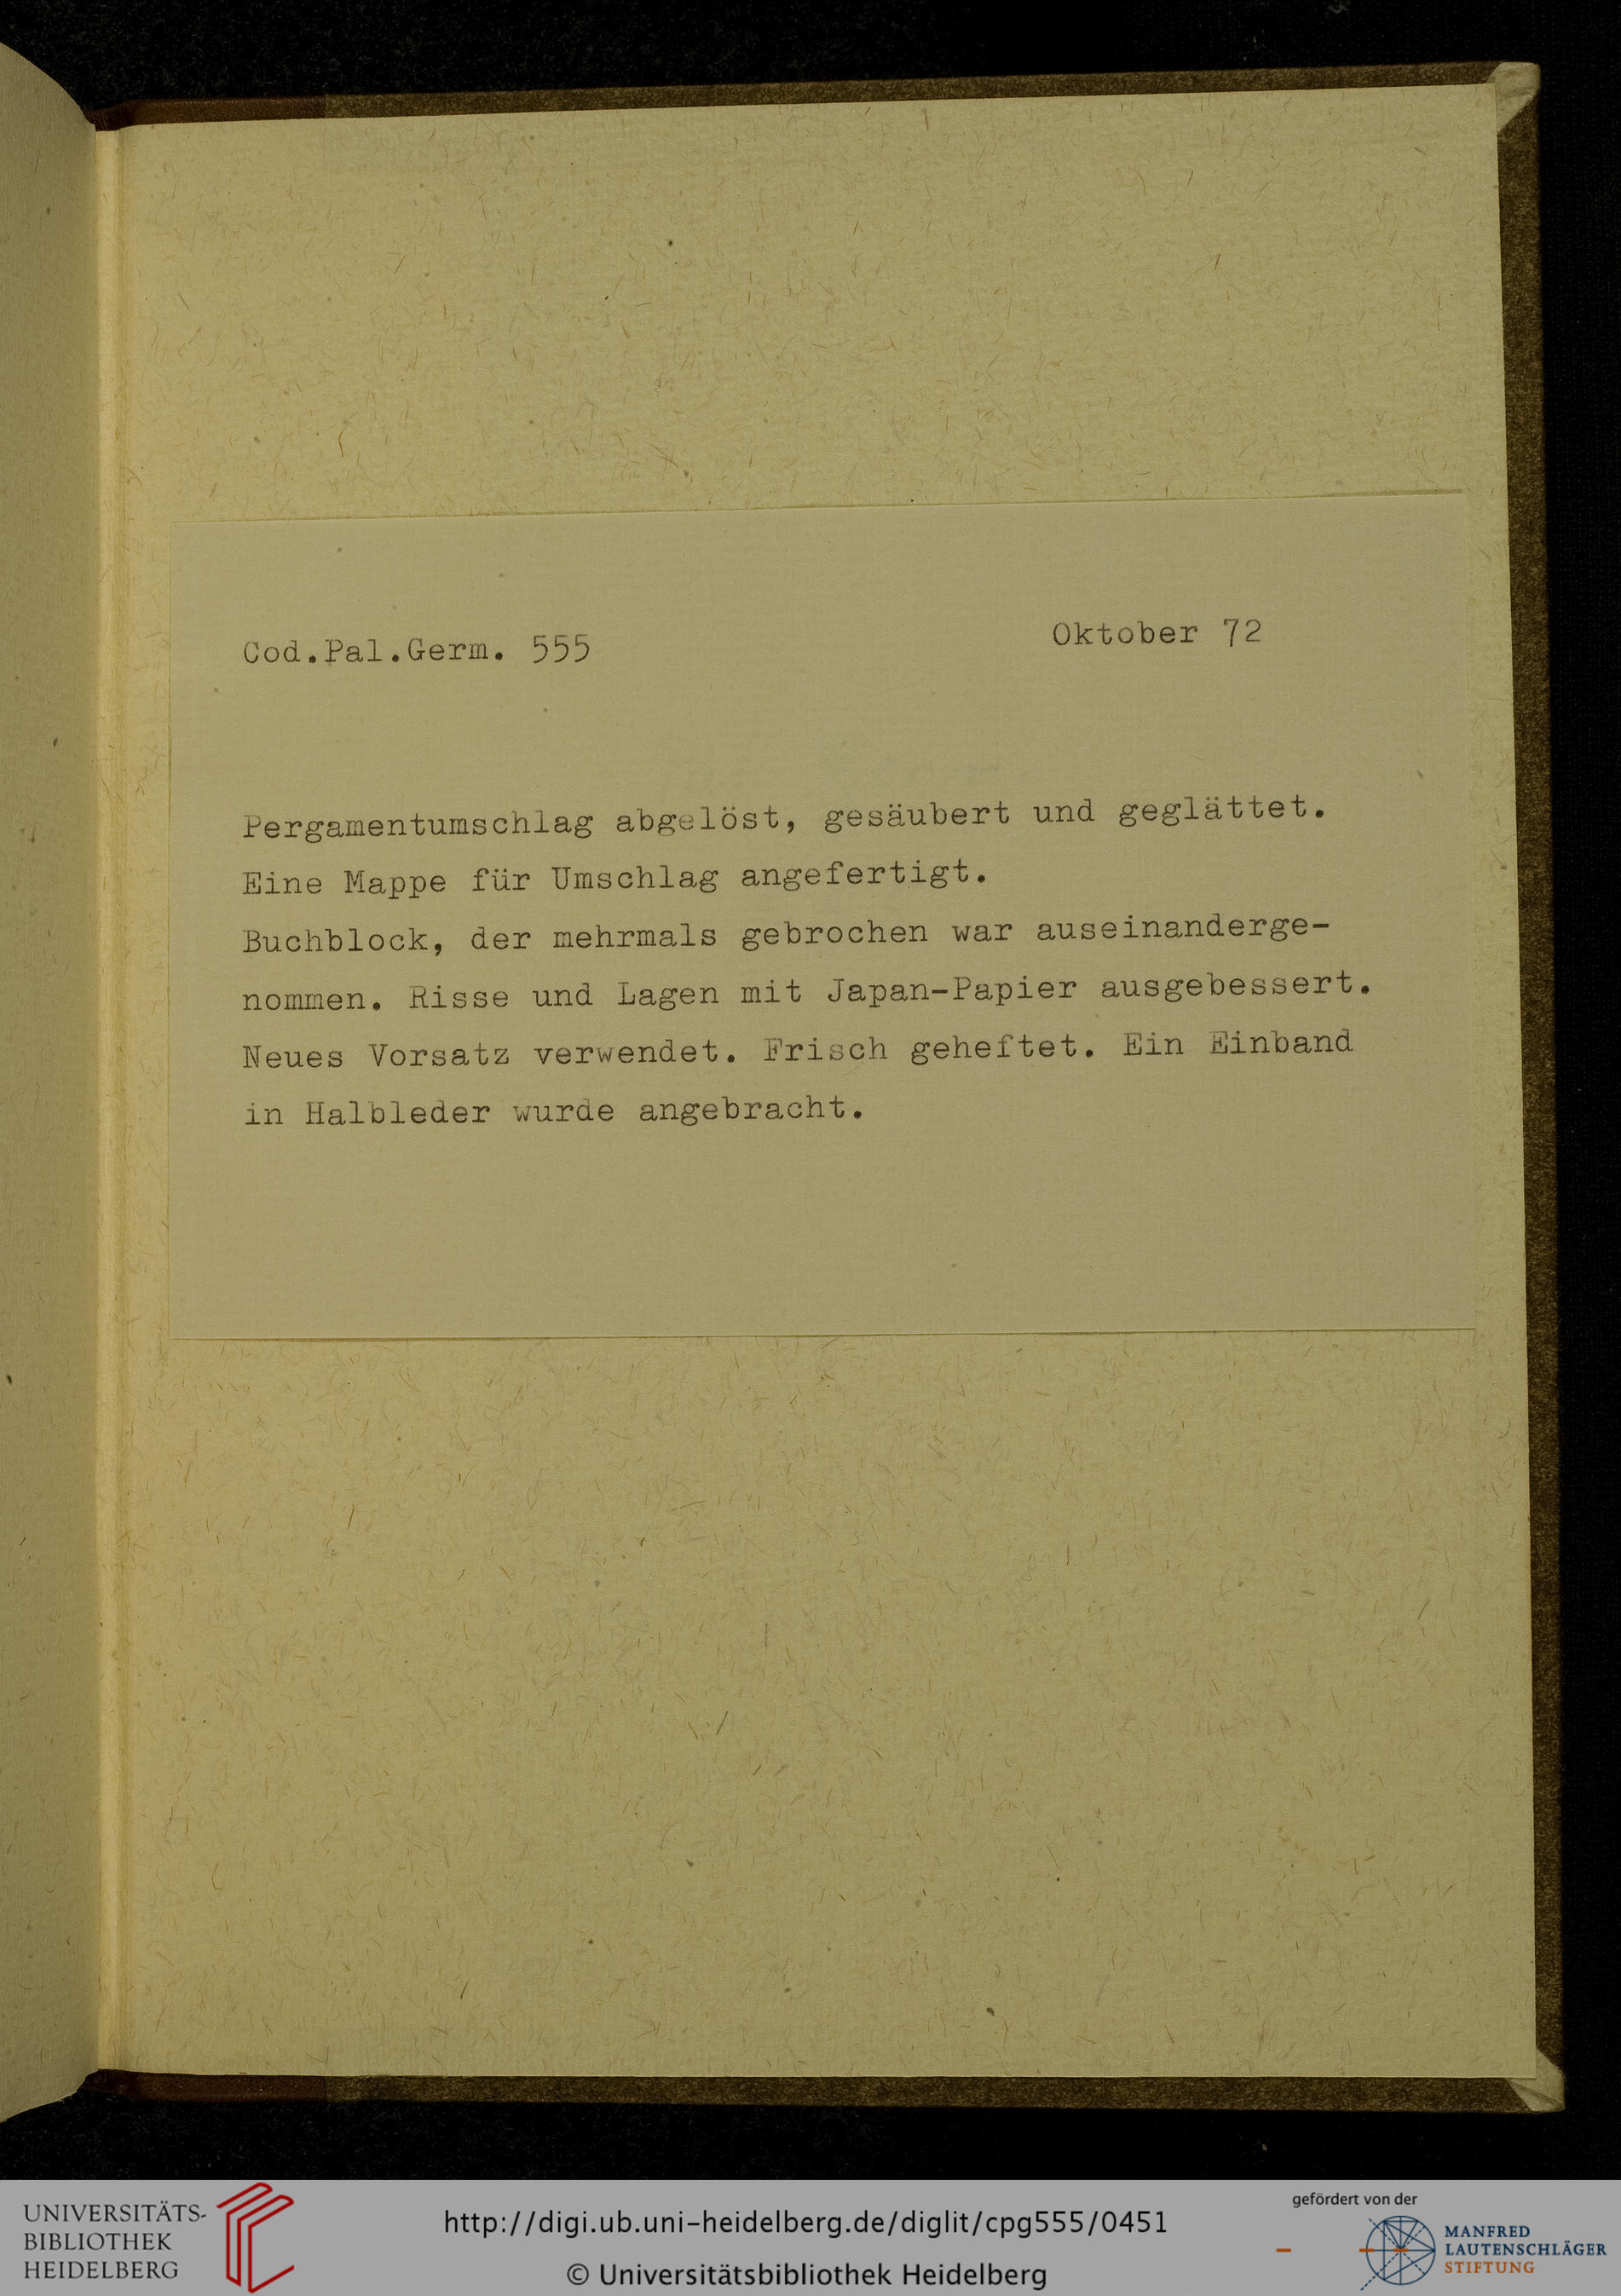 Cod.Pal.Germ. 555
Oktober 72
Pergamentumschlag abgelöst, gesäubert und geglättet.
Eine Mappe für Umschlag angefertigt.
Buchblock, der mehrmals gebrochen war auseinanderge-
nommen. Risse und Lagen mit Japan-Papier ausgebessert.
Neues Vorsatz verwendet. Frisch geheftet. Ein Einband
in Halbleder wurde angebracht.
UNIVERSITÄTS-
BIBLIOTHEK
HEIDELBERG
http://digi.ub.uni-heidelberg.de/diglit/cpg555/0451
© Universitätsbibliothek Heidelberg
gefördert von der
MANFRED
LAUTENSCHLÄGER
STIFTUNG